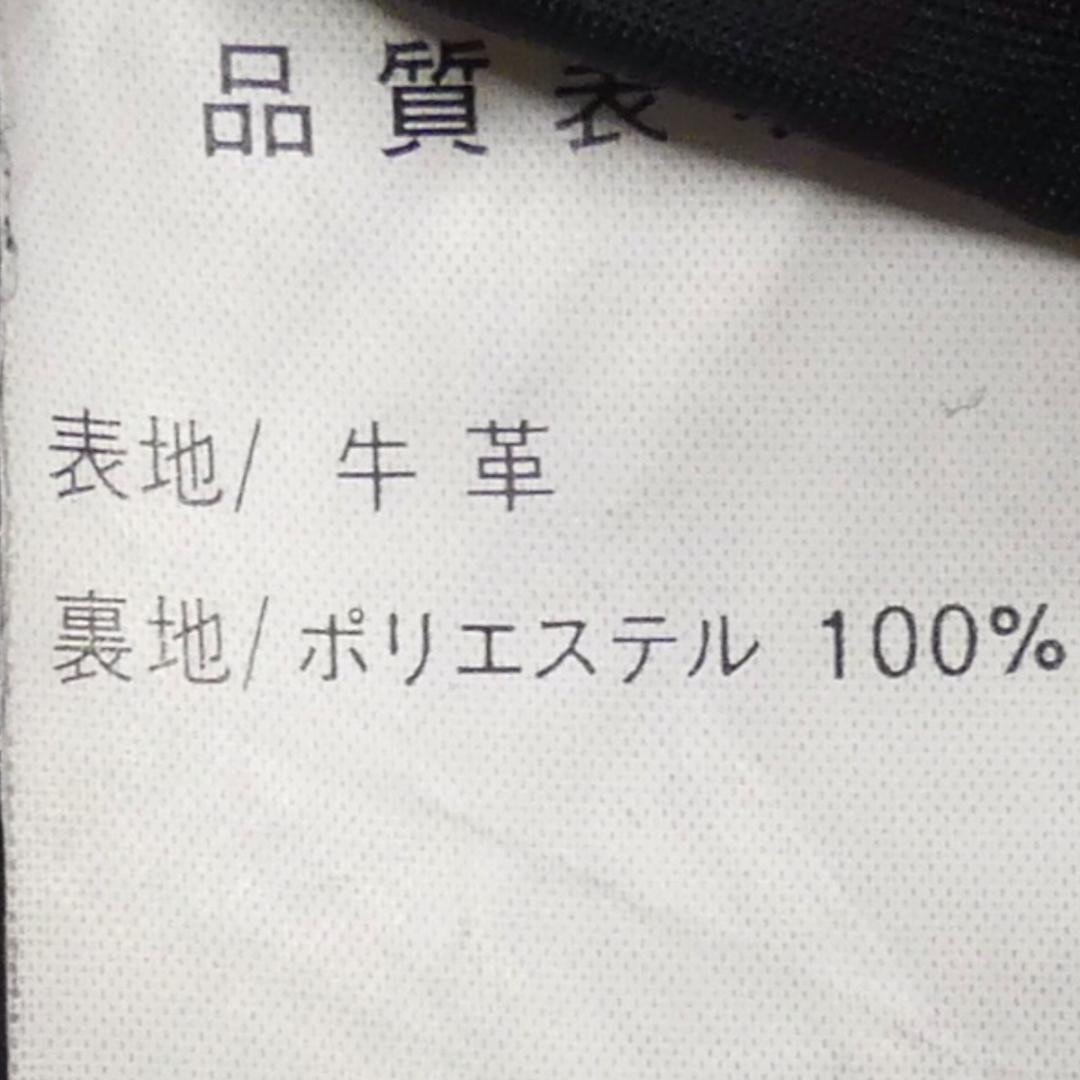 品質表
表地/ 牛革
裏地/ポリエステル 100%